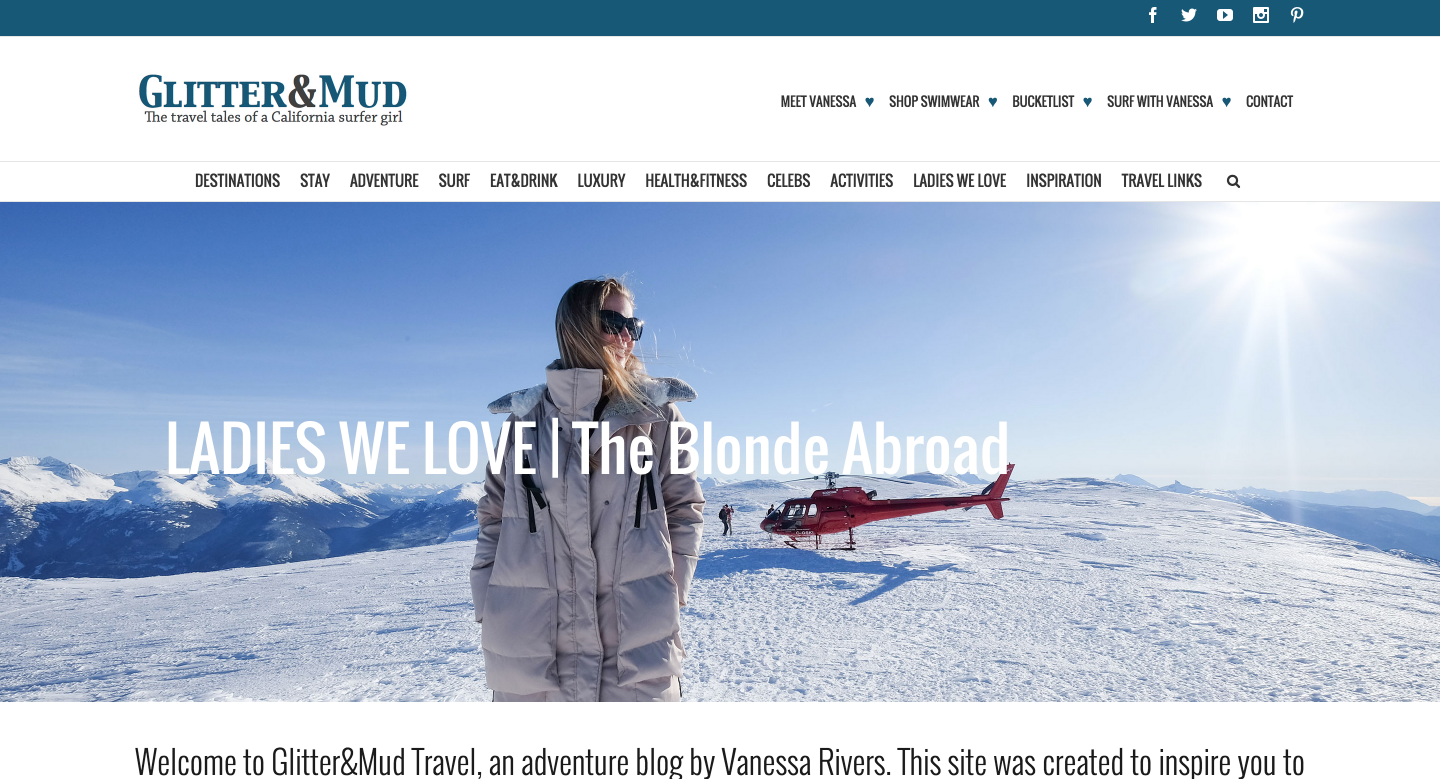 GLITTER&MUD
The travel tales of a California surfer girl
MEET VANESSA ♥ SHOP SWIMWEAR ♥ BUCKETLIST ♥ SURF WITH VANESSA ♥ CONTACT
DESTINATIONS STAY ADVENTURE SURF EAT&DRINK LUXURY HEALTH&FITNESS CELEBS ACTIVITIES LADIES WE LOVE INSPIRATION TRAVEL LINKS
LADIES WE LOVE | The Blonde Abroad
Welcome to Glitter&Mud Travel, an adventure blog by Vanessa Rivers. This site was created to inspire you to